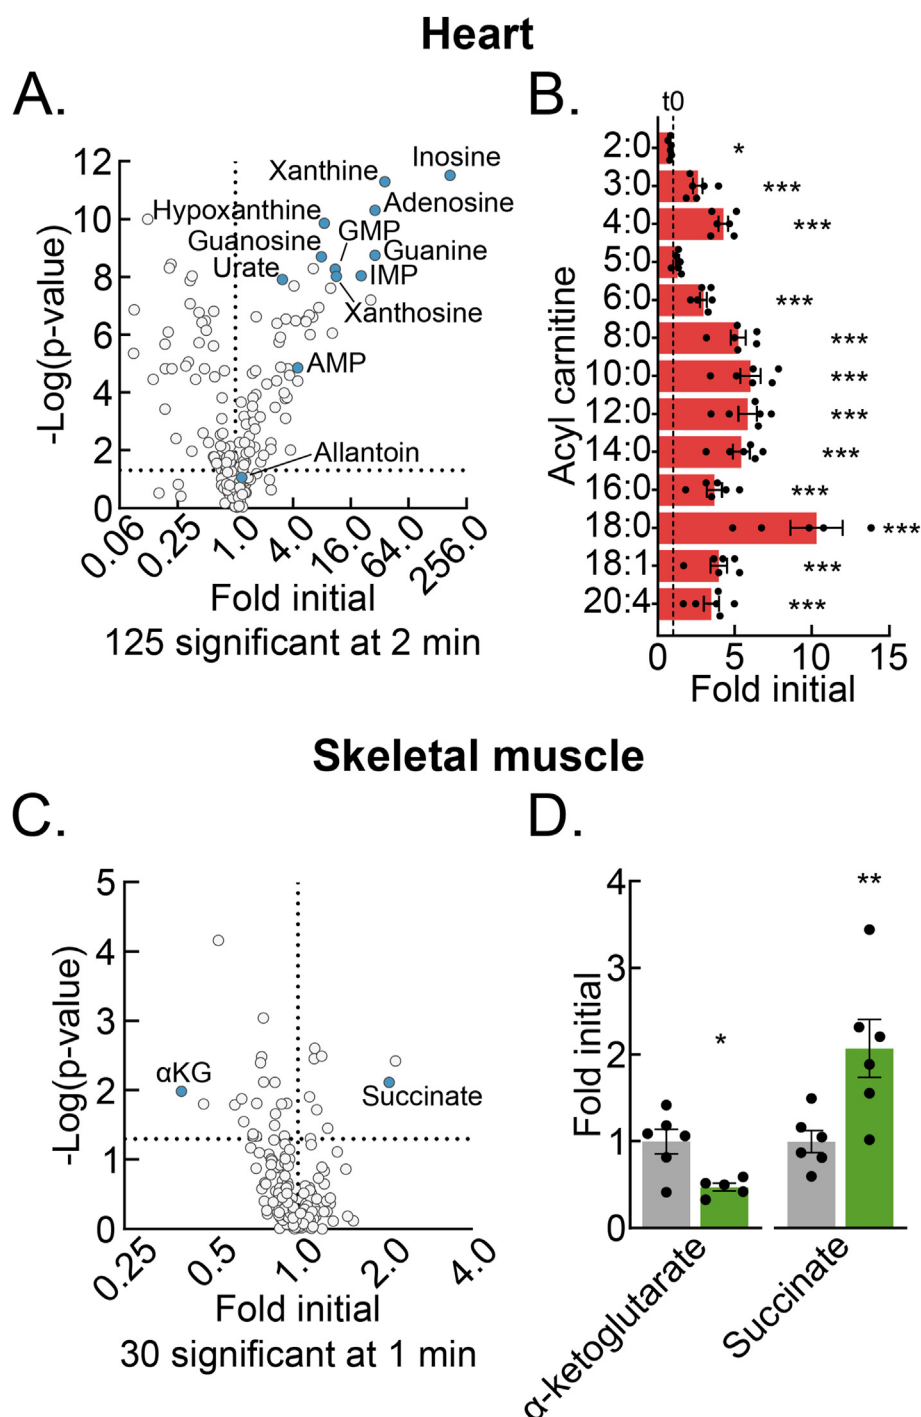 Heart
A.
-Log(p-value)
12
10
8
6
4
2
0
Xanthine
Inosine
Hypoxanthine
Adenosine
GMP
Guanosine
Guanine
Urate
IMP
Xanthosine
AMP
Allantoin
0.06
0.25
1.0
4.0
16.0
64.0
256.0
Fold initial
125 significant at 2 min
B.
t0
Acyl carnitine
2:0 *
3:0 ***
4:0 ***
5:0
6:0 ***
8:0 ***
10:0 ***
12:0 ***
14:0 ***
16:0 ***
18:0 ***
18:1 ***
20:4 ***
0 5 10 15
Fold initial
Skeletal muscle
C.
-Log(p-value)
5
4
3
2
1
0
αKG
Succinate
0.25
0.5
1.0
2.0
4.0
Fold initial
30 significant at 1 min
D.
Fold initial
4
3
2
1
0
*
**
α-ketoglutarate
Succinate